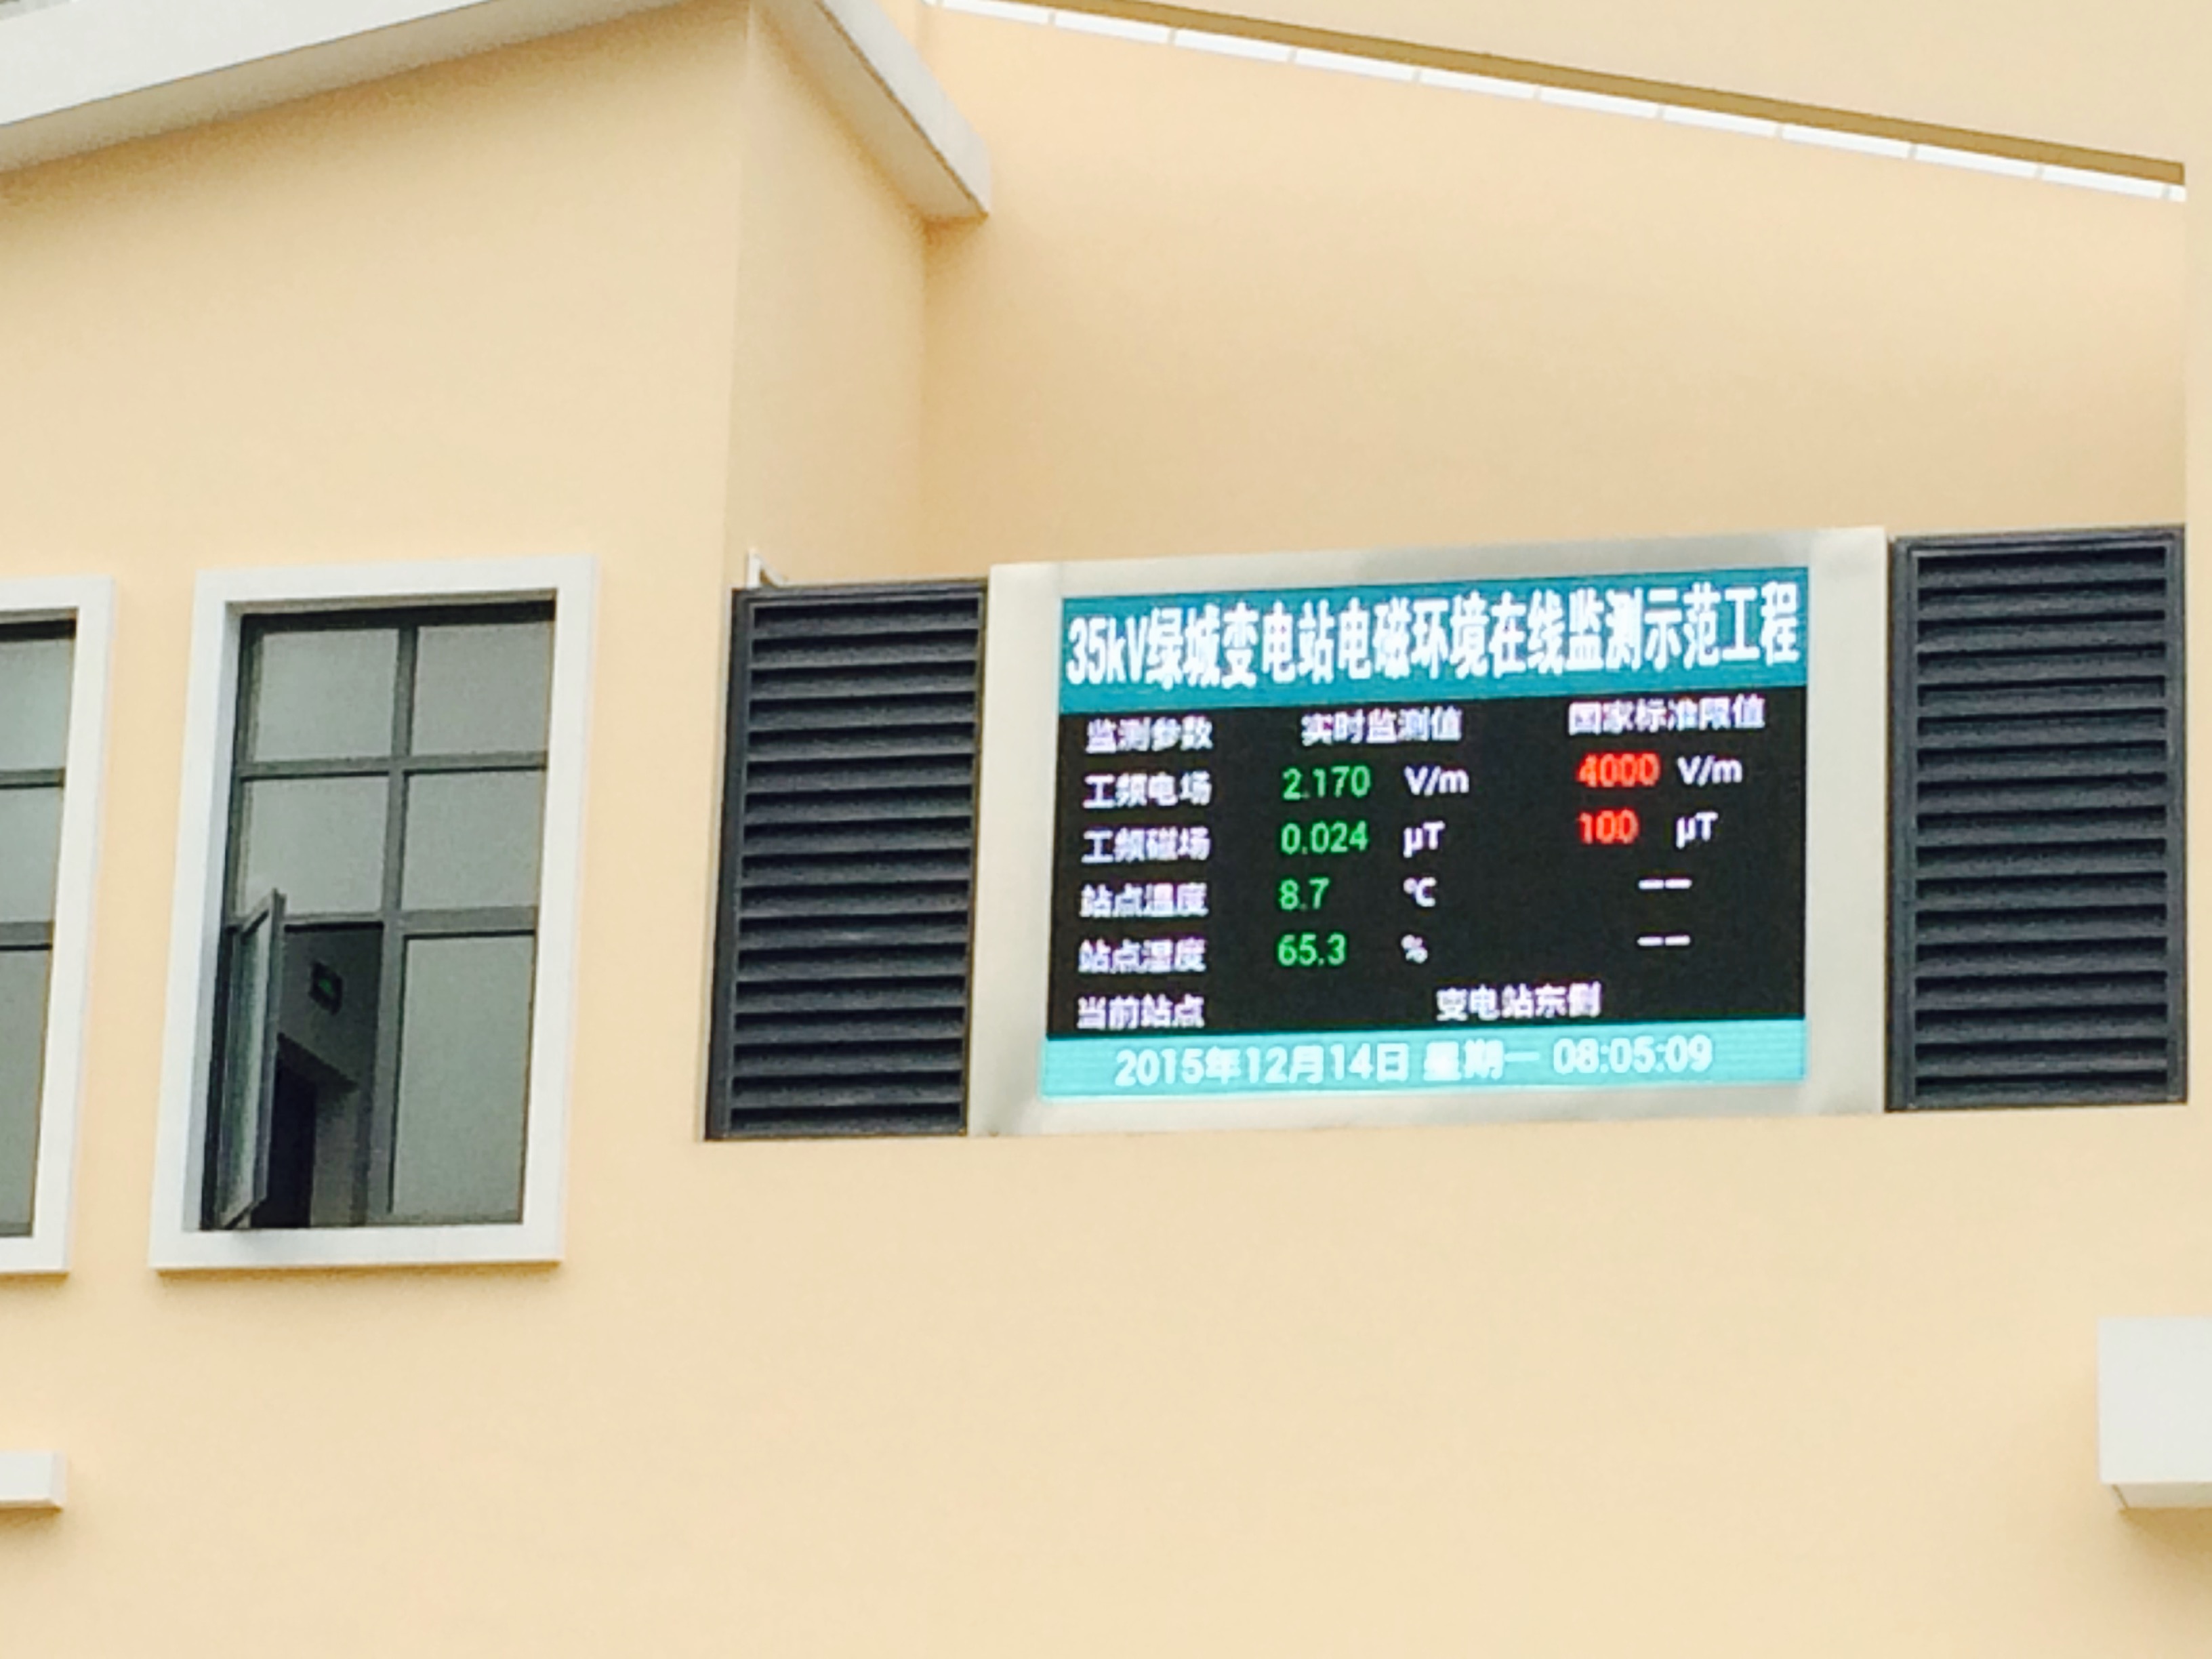 35kV绿城变电站电磁环境在线监测示范工程
监测参数 实时监测值 国家标准限值
工频电场 2.170 V/m 4000 V/m
工频磁场 0.024 μT 100 μT
站点温度 8.7 ℃ --
站点湿度 65.3 % --
当前站点 变电站东侧
2015年12月14日 星期一 08:05:09